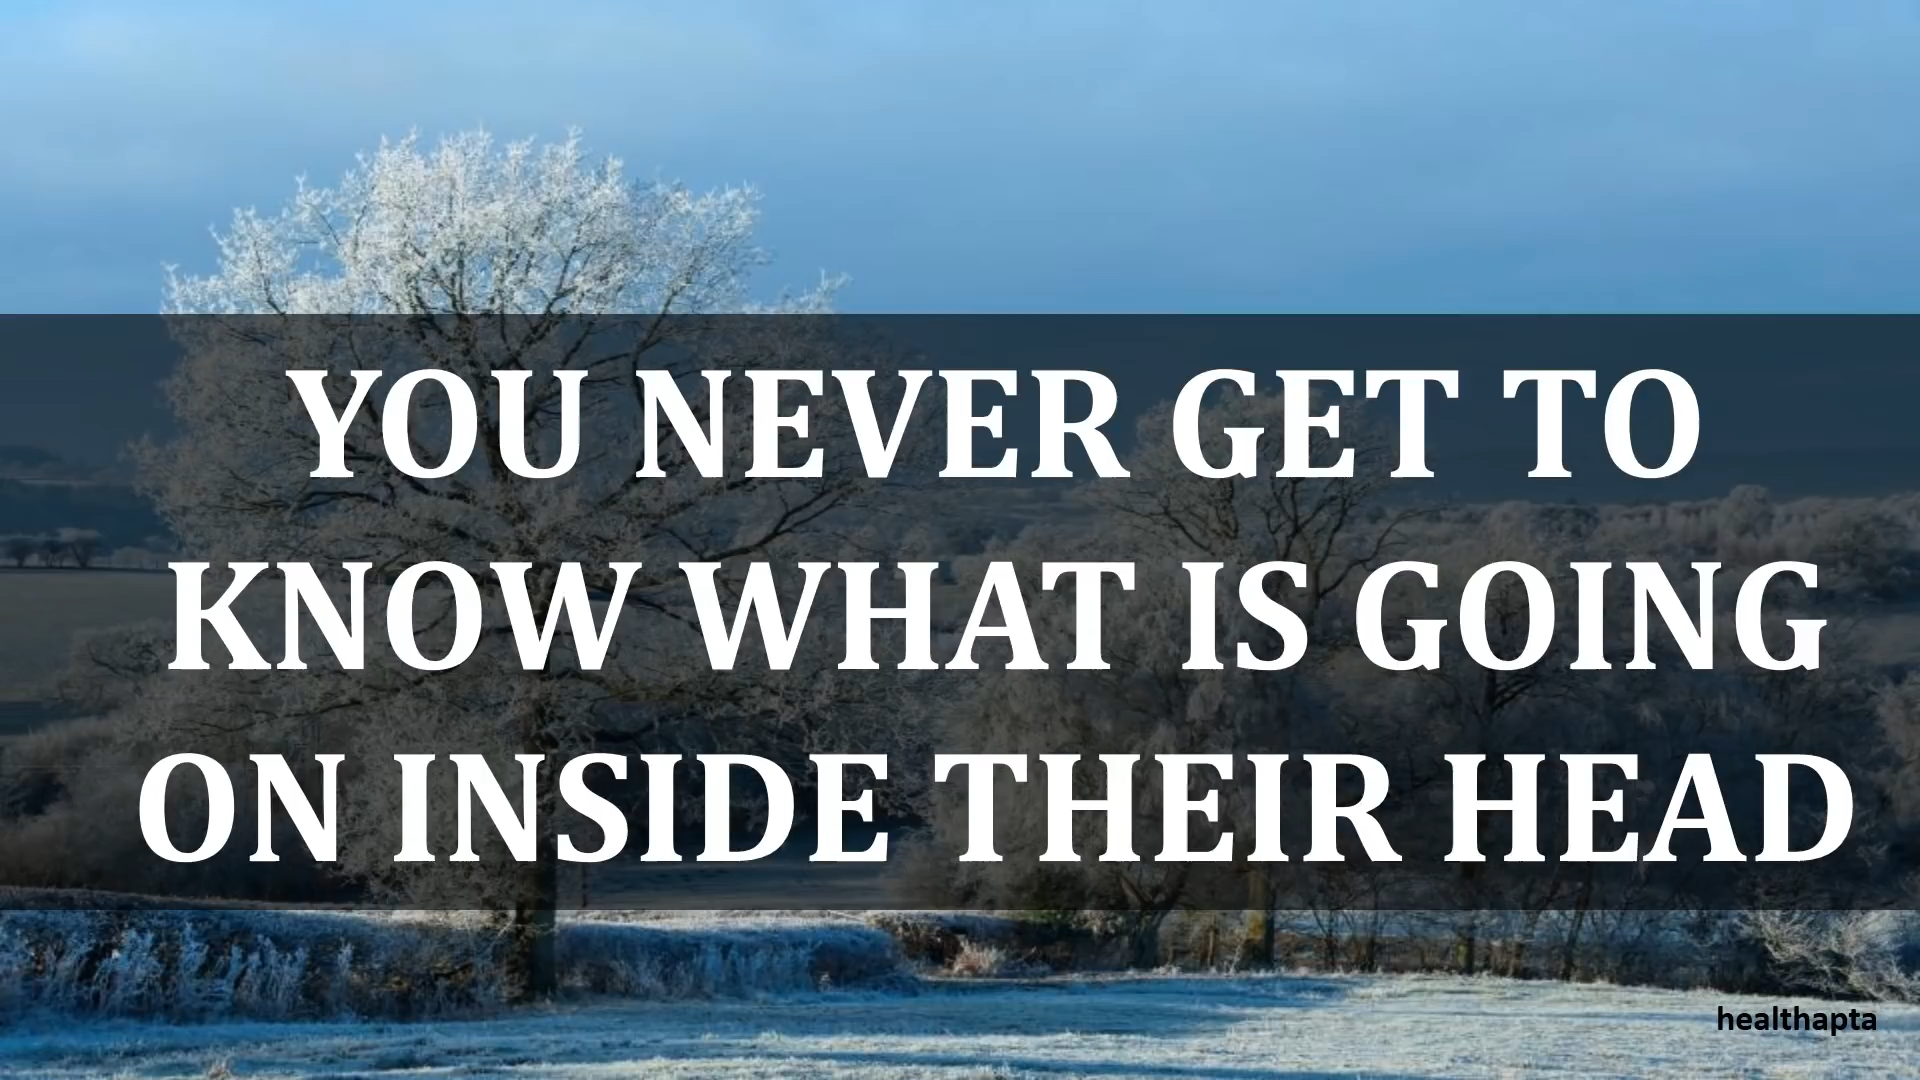 YOU NEVER GET TO
KNOW WHAT IS GOING
ON INSIDE THEIR HEAD
healthapta